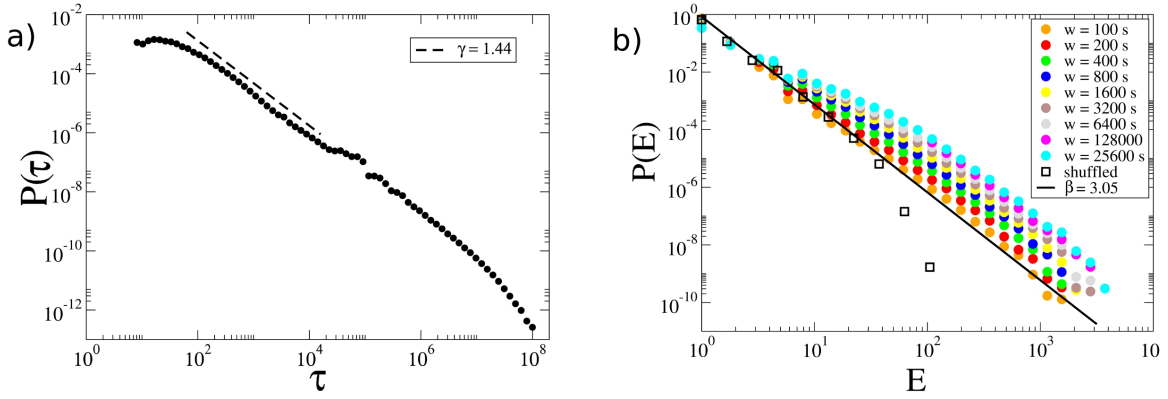 a)
10^0
10^-2
10^-4
10^-6
10^-8
10^-10
10^-12
P(τ)
γ = 1.44
10^0 10^2 10^4 10^6 10^8
τ
b)
10^0
10^-2
10^-4
10^-6
10^-8
10^-10
P(E)
w = 100 s
w = 200 s
w = 400 s
w = 800 s
w = 1600 s
w = 3200 s
w = 6400 s
w = 128000
w = 25600 s
shuffled
β = 3.05
10^0 10^1 10^2 10^3 10
E